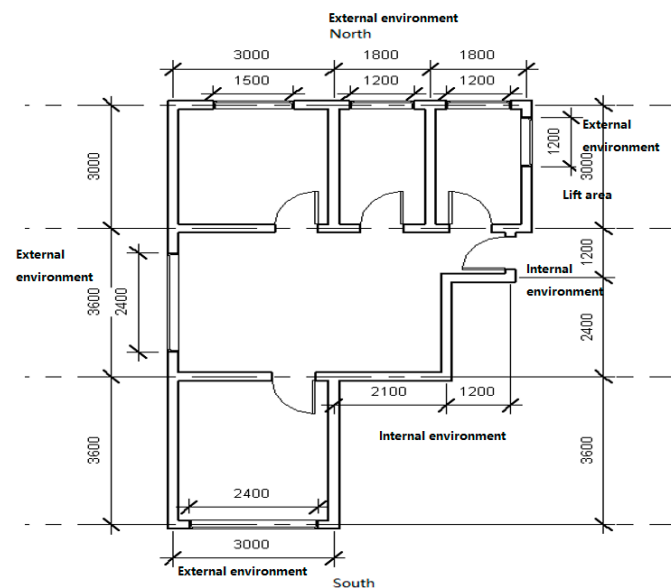 External environment
North
3000
1800
1800
1500
1200
1200
External
environment
1200
3000
3000
Lift area
External
environment
3600
2400
Internal
environment
1200
2400
2100
1200
Internal environment
3600
3600
2400
3000
External environment
South